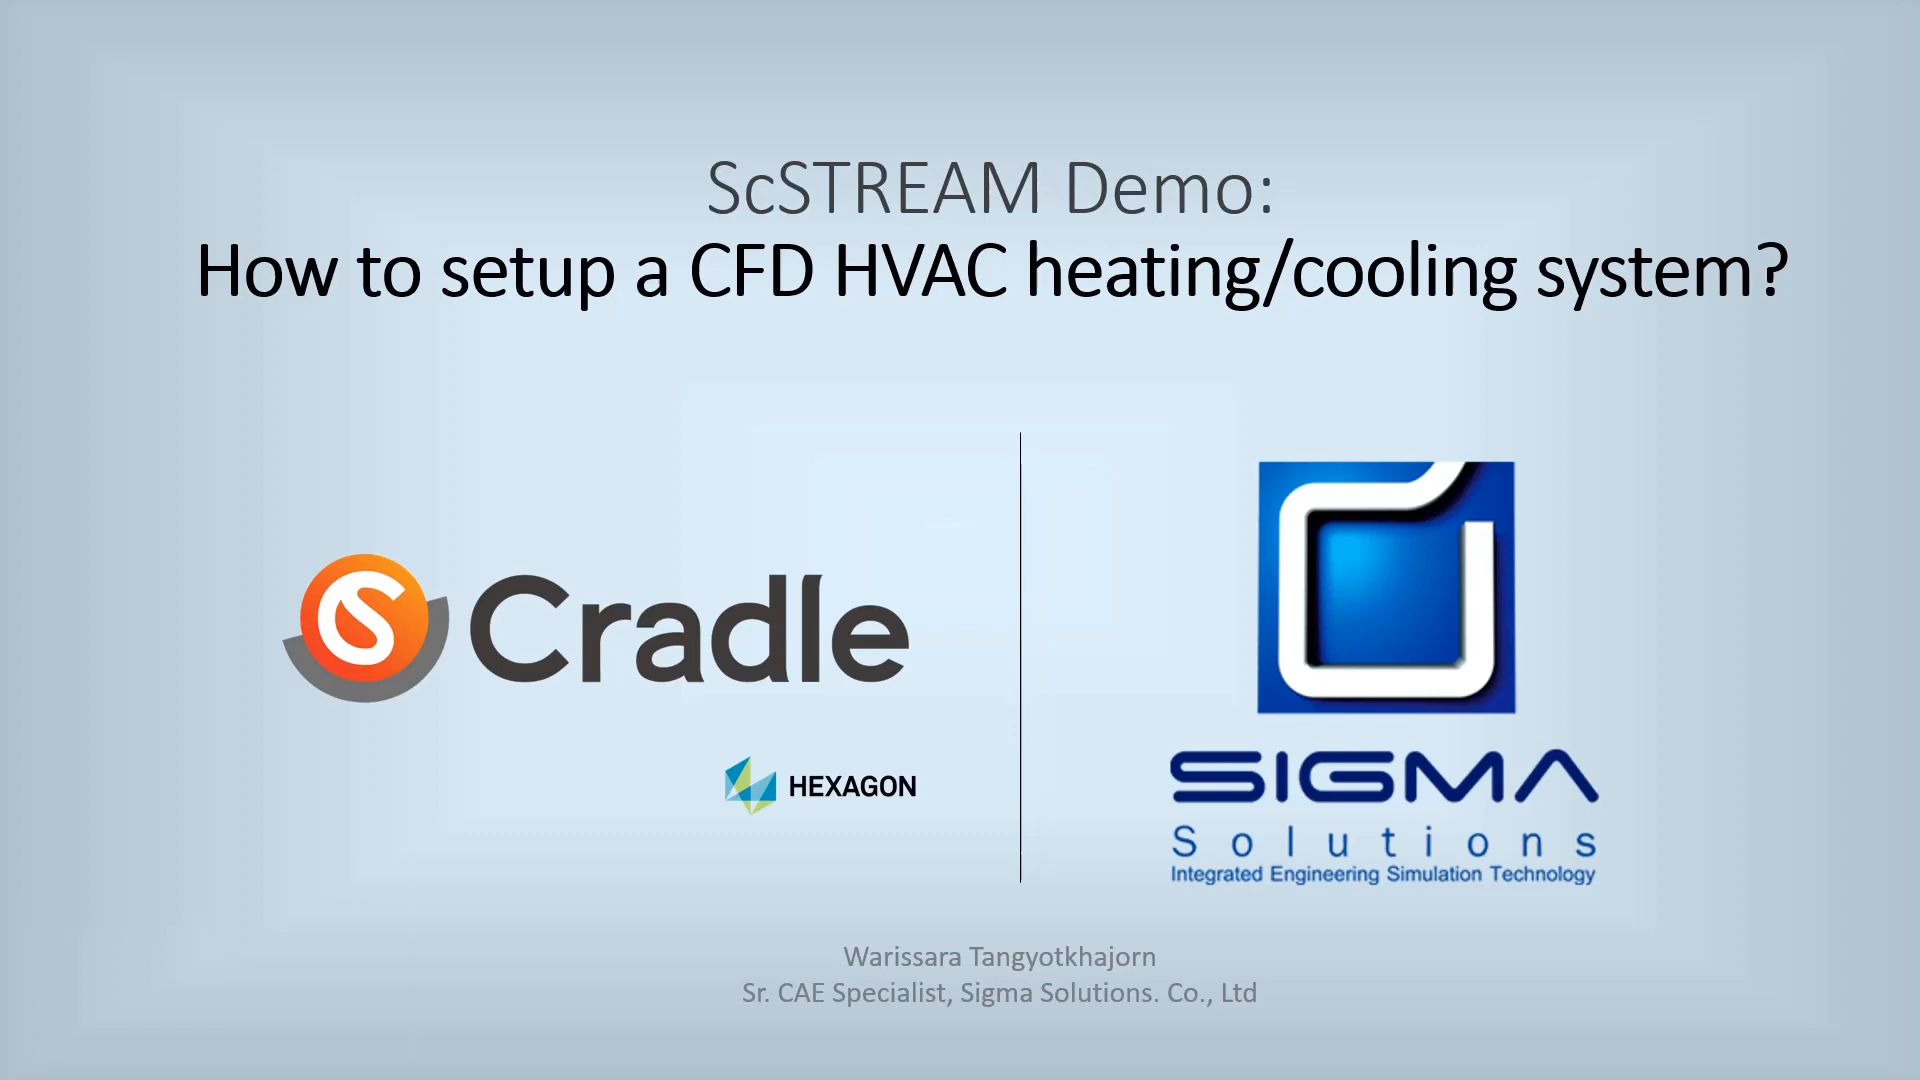 ScSTREAM Demo:
How to setup a CFD HVAC heating/cooling system?
Cradle
HEXAGON
SIGMA
Solutions
Integrated Engineering Simulation Technology
Warissara Tangyotkhajorn
Sr. CAE Specialist, Sigma Solutions. Co., Ltd